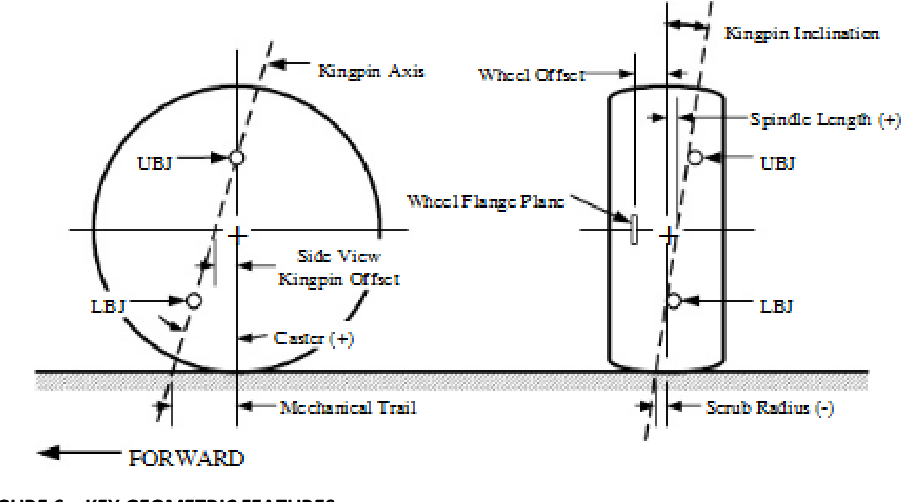 Kingpin Inclination
Kingpin Axis
Wheel Offset
Spindle Length (+)
UBJ
UBJ
Wheel Flange Plane
Side View
Kingpin Offset
LBJ
LBJ
Caster (+)
Mechanical Trail
Scrub Radius (-)
FORWARD
KEY GEOMETRIC FEATURES